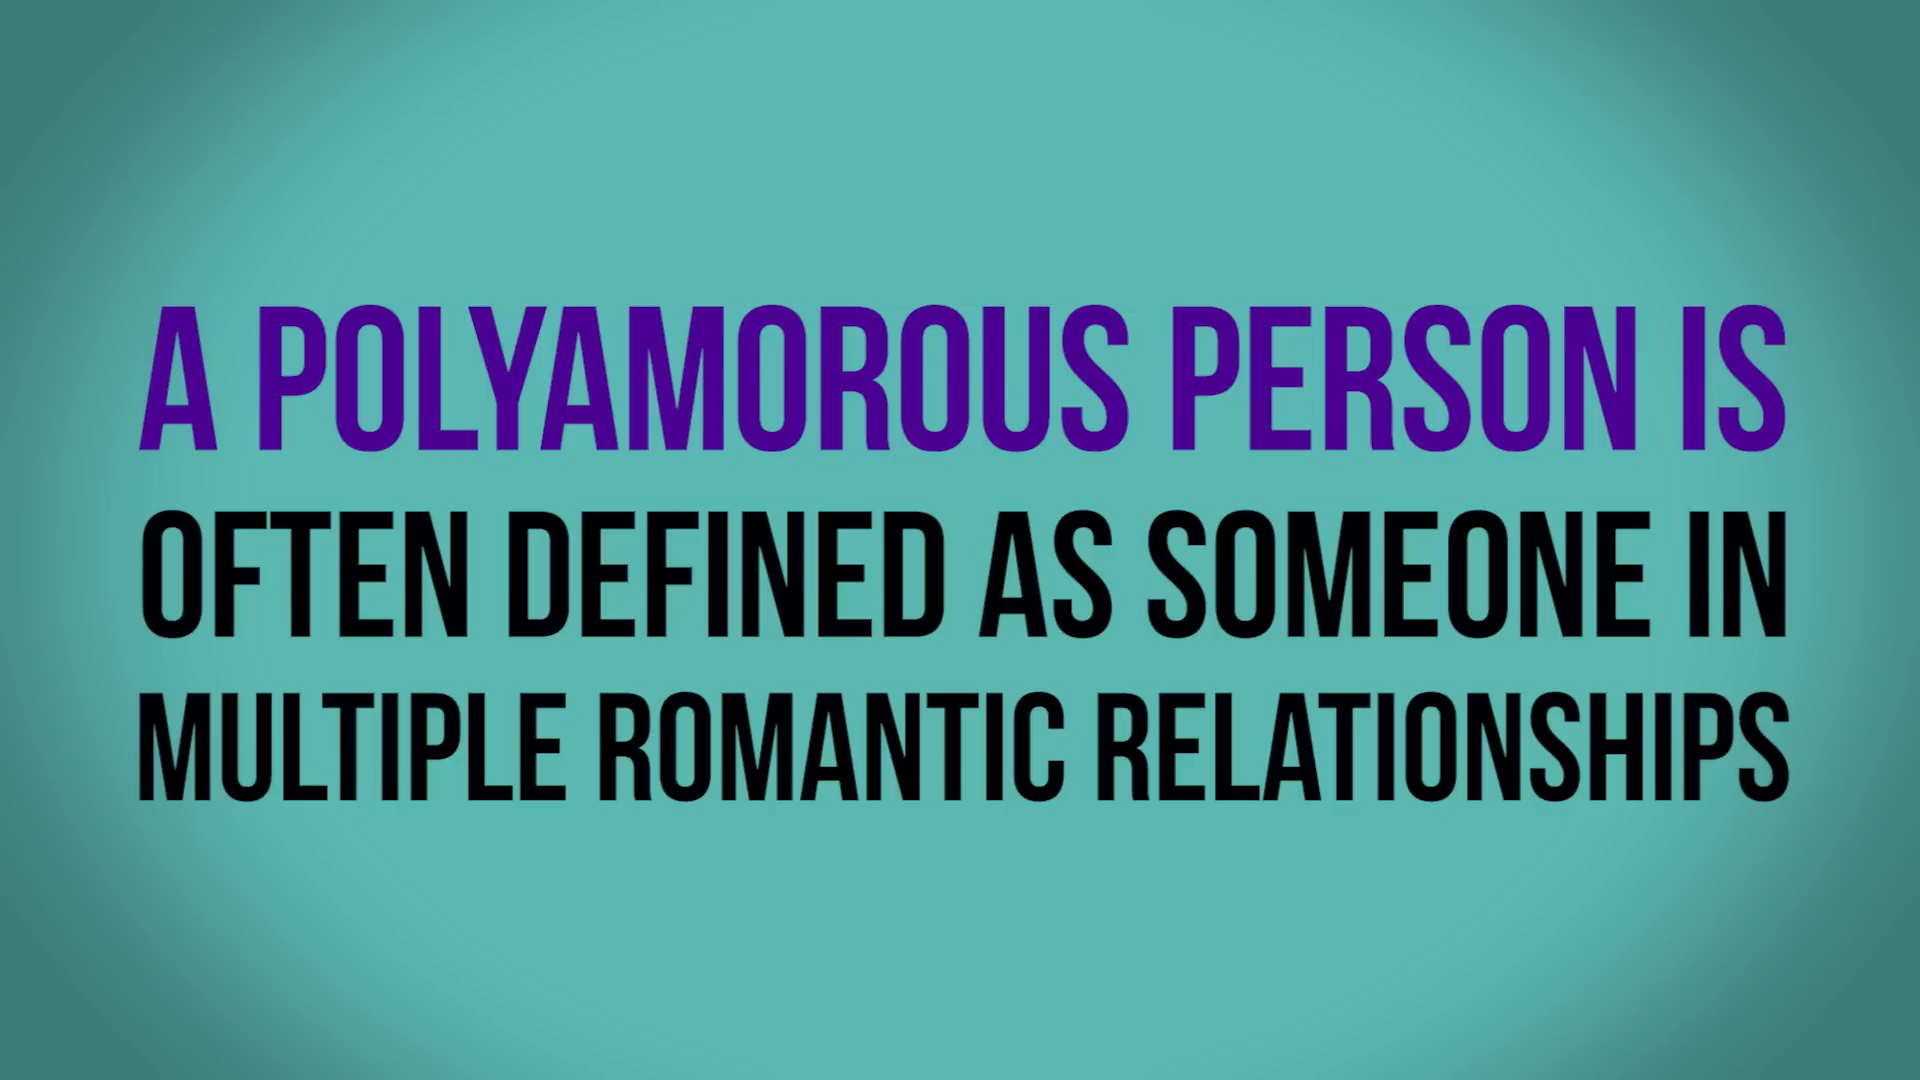 A POLYAMOROUS PERSON IS
OFTEN DEFINED AS SOMEONE IN
MULTIPLE ROMANTIC RELATIONSHIPS